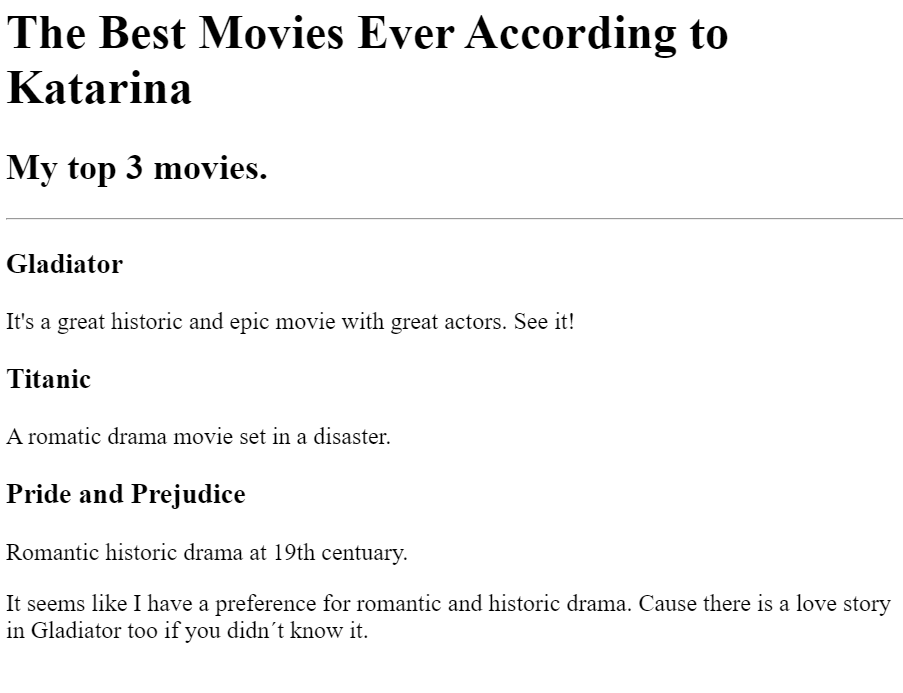 The Best Movies Ever According to
Katarina
My top 3 movies.
Gladiator
It's a great historic and epic movie with great actors. See it!
Titanic
A romatic drama movie set in a disaster.
Pride and Prejudice
Romantic historic drama at 19th centuary.
It seems like I have a preference for romantic and historic drama. Cause there is a love story
in Gladiator too if you didn´t know it.